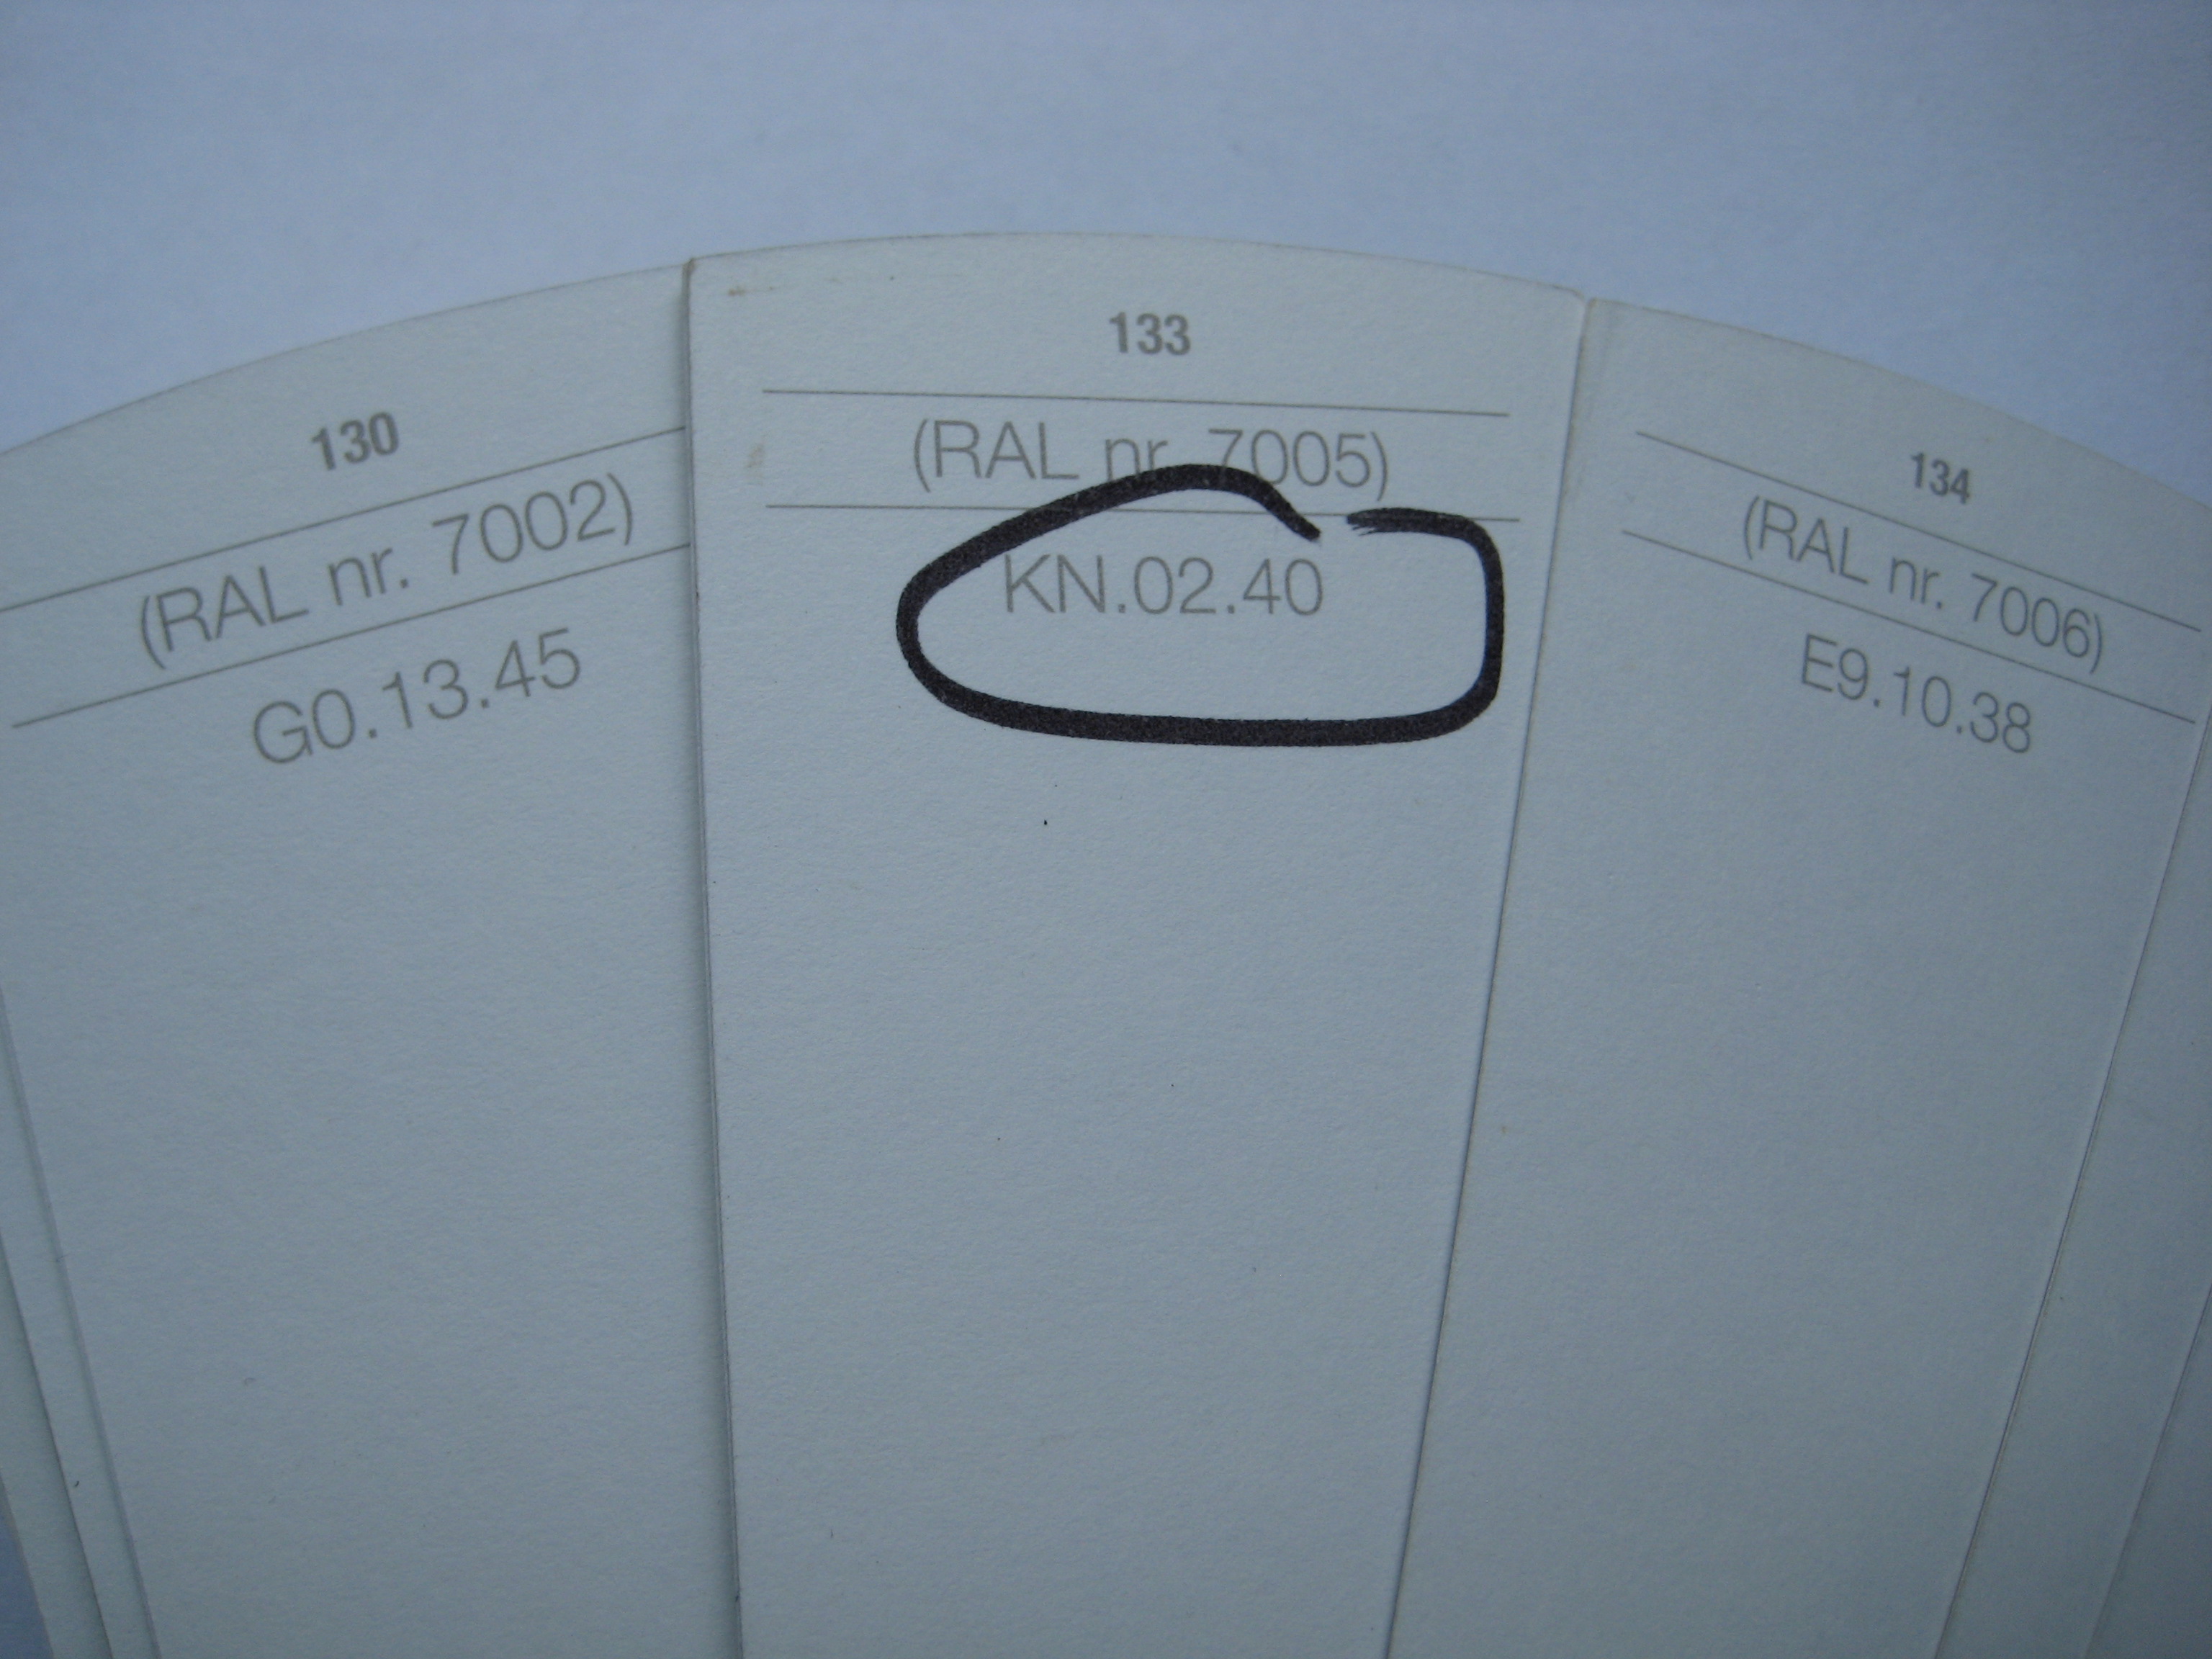 130
(RAL nr. 7002)
G0.13.45
133
(RAL nr. 7005)
KN.02.40
134
(RAL nr. 7006)
E9.10.38